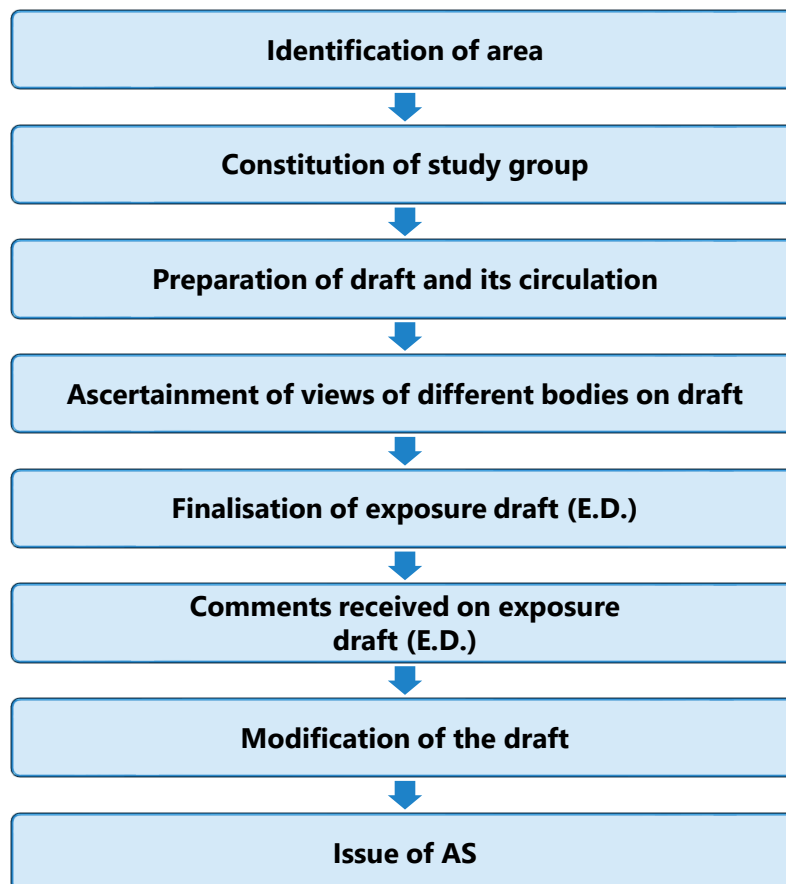 Identification of area
Constitution of study group
Preparation of draft and its circulation
Ascertainment of views of different bodies on draft
Finalisation of exposure draft (E.D.)
Comments received on exposure
draft (E.D.)
Modification of the draft
Issue of AS